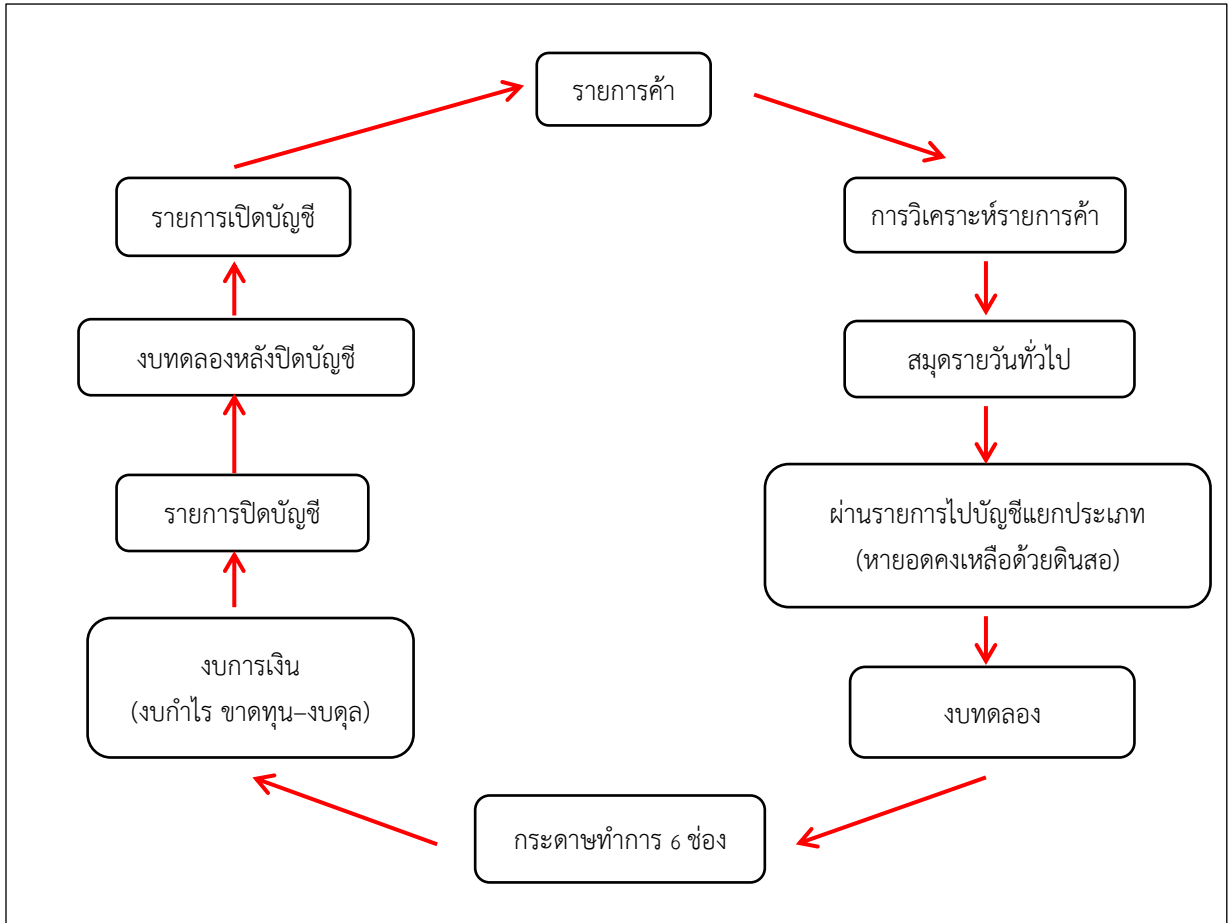 รายการค้า
การวิเคราะห์รายการค้า
สมุดรายวันทั่วไป
ผ่านรายการไปบัญชีแยกประเภท
(หายอดคงเหลือด้วยดินสอ)
งบทดลอง
กระดาษทำการ 6 ช่อง
งบการเงิน
(งบกำไร ขาดทุน–งบดุล)
รายการปิดบัญชี
งบทดลองหลังปิดบัญชี
รายการเปิดบัญชี